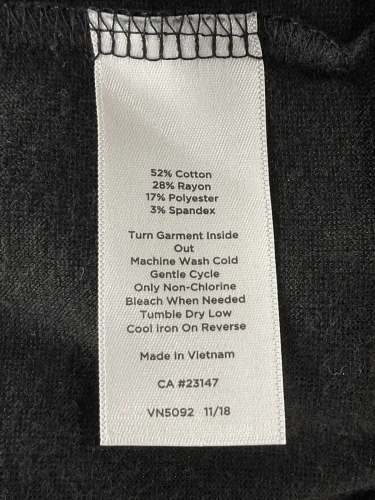 52% Cotton
28% Rayon
17% Polyester
3% Spandex
Turn Garment Inside
Out
Machine Wash Cold
Gentle Cycle
Only Non-Chlorine
Bleach When Needed
Tumble Dry Low
Cool Iron On Reverse
Made In Vietnam
CA #23147
VN5092 11/18